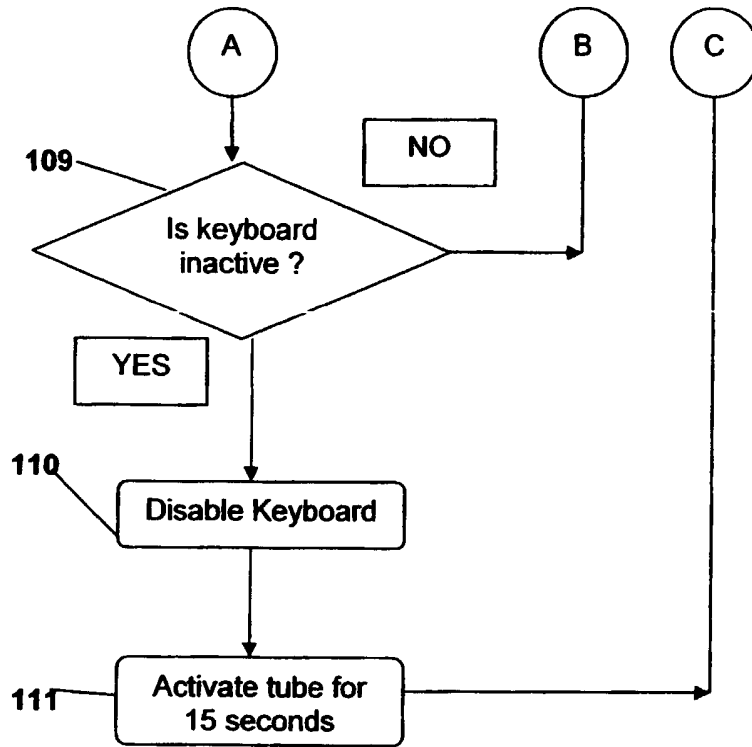 A
B
C
NO
109
Is keyboard
inactive ?
YES
110
Disable Keyboard
111
Activate tube for
15 seconds